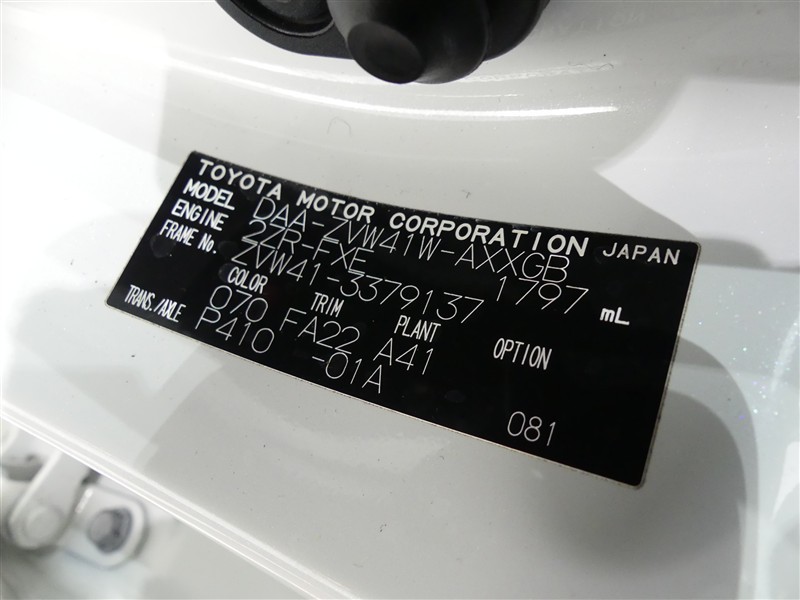 TOYOTA MOTOR CORPORATION JAPAN
MODEL DAA-ZVW41W-AXXGB
ENGINE 2ZR-FXE 1797 mL
FRAME No. ZVW41-3379137
COLOR TRIM PLANT OPTION
070 FA22 A41
TRANS./AXLE P410 -01A
081